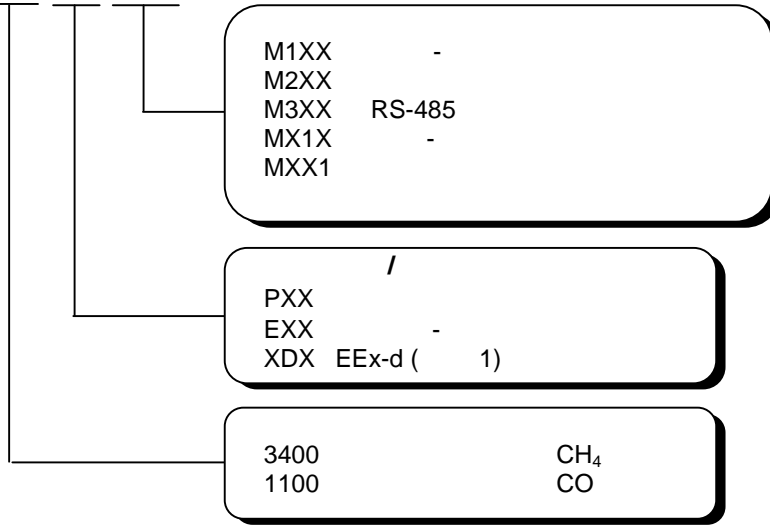 M1XX -
M2XX
M3XX RS-485
MX1X -
MXX1
/
PXX
EXX -
XDX EEx-d ( 1)
3400 CH₄
1100 CO